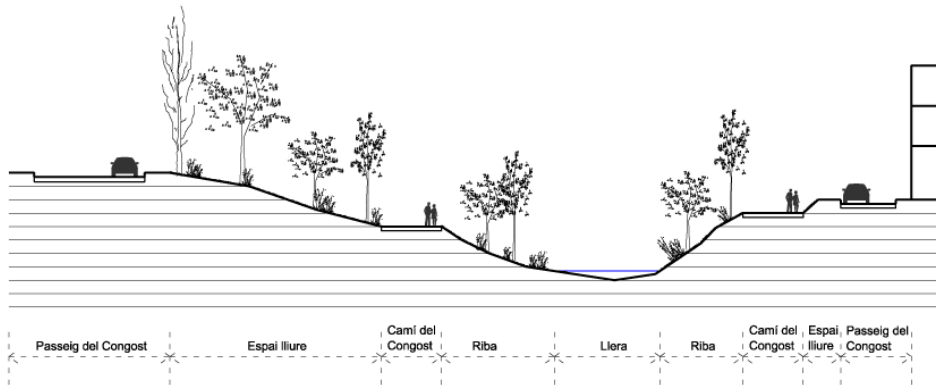 Passeig del Congost
Espai lliure
Camí del
Congost
Riba
Llera
Riba
Camí del
Congost
Espai
lliure
Passeig del
Congost